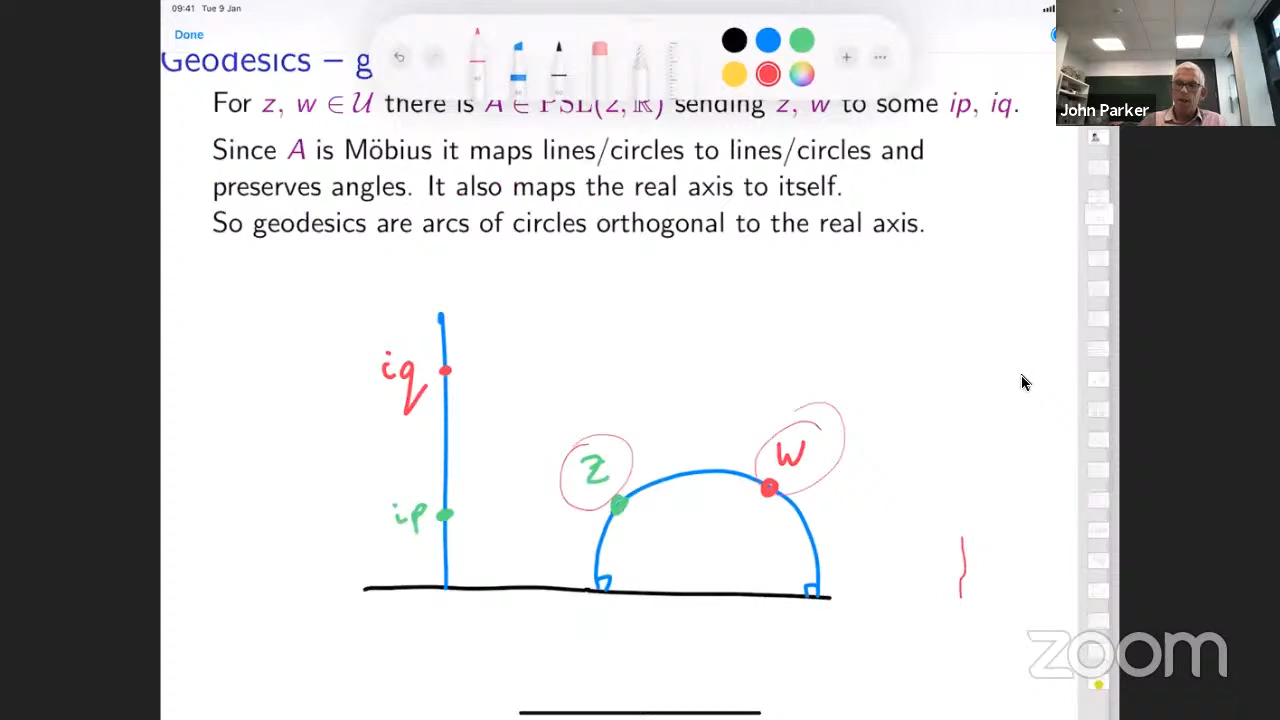 09:41 Tue 9 Jan
Done
Geodesics – g
For z, w ∈ U there is A ∈ PSL(2, ℝ) sending z, w to some ip, iq.
Since A is Möbius it maps lines/circles to lines/circles and
preserves angles. It also maps the real axis to itself.
So geodesics are arcs of circles orthogonal to the real axis.
iq
ip
z
w
John Parker
zoom